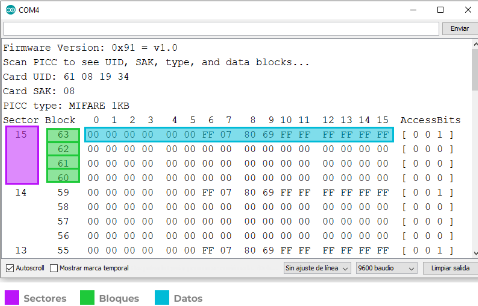 COM4
Enviar
Firmware Version: 0x91 = v1.0
Scan PICC to see UID, SAK, type, and data blocks...
Card UID: 61 08 19 34
Card SAK: 08
PICC type: MIFARE 1KB
Sector Block 0 1 2 3 4 5 6 7 8 9 10 11 12 13 14 15 AccessBits
15 63 00 00 00 00 00 00 FF 07 80 69 FF FF FF FF FF FF [ 0 0 1 ]
62 00 00 00 00 00 00 00 00 00 00 00 00 00 00 00 00 [ 0 0 0 ]
61 00 00 00 00 00 00 00 00 00 00 00 00 00 00 00 00 [ 0 0 0 ]
60 00 00 00 00 00 00 00 00 00 00 00 00 00 00 00 00 [ 0 0 0 ]
14 59 00 00 00 00 00 00 FF 07 80 69 FF FF FF FF FF FF [ 0 0 1 ]
58 00 00 00 00 00 00 00 00 00 00 00 00 00 00 00 00 [ 0 0 0 ]
57 00 00 00 00 00 00 00 00 00 00 00 00 00 00 00 00 [ 0 0 0 ]
56 00 00 00 00 00 00 00 00 00 00 00 00 00 00 00 00 [ 0 0 0 ]
13 55 00 00 00 00 00 00 FF 07 80 69 FF FF FF FF FF FF [ 0 0 1 ]
Autoscroll Mostrar marca temporal Sin ajuste de línea 9600 baudio Limpiar salida
Sectores Bloques Datos